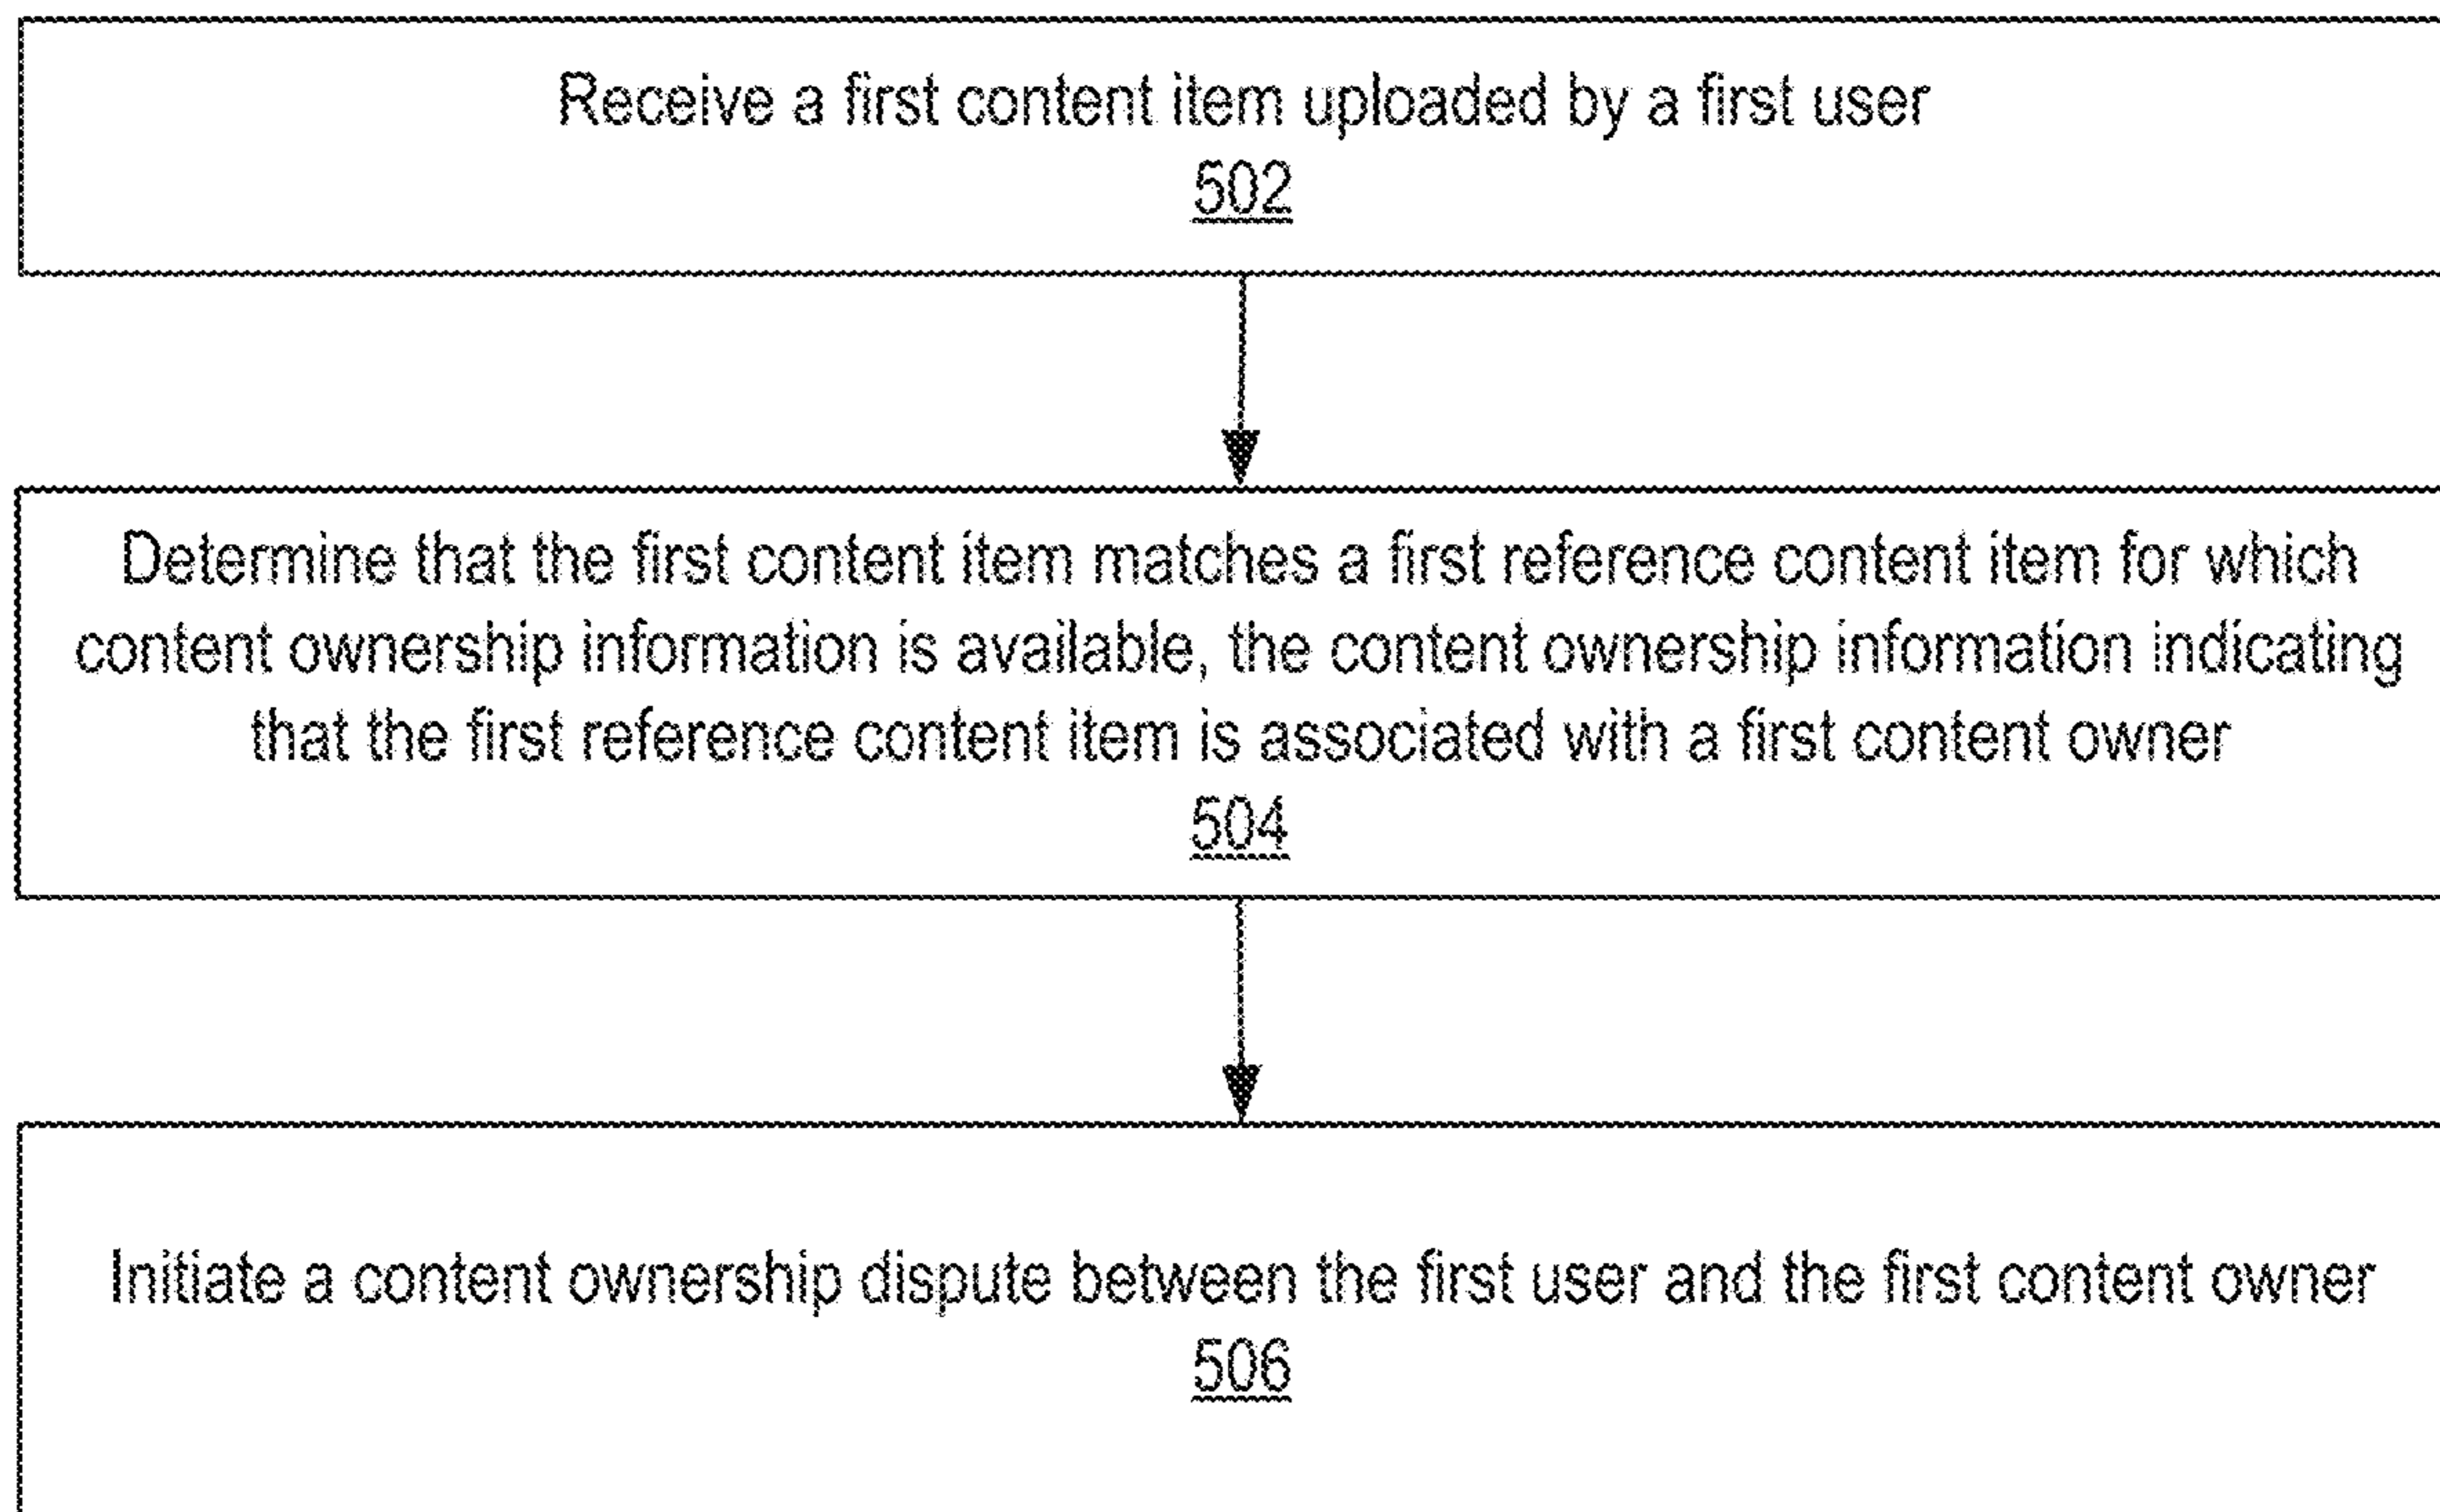 Receive a first content item uploaded by a first user
502
Determine that the first content item matches a first reference content item for which
content ownership information is available, the content ownership information indicating
that the first reference content item is associated with a first content owner
504
Initiate a content ownership dispute between the first user and the first content owner
506